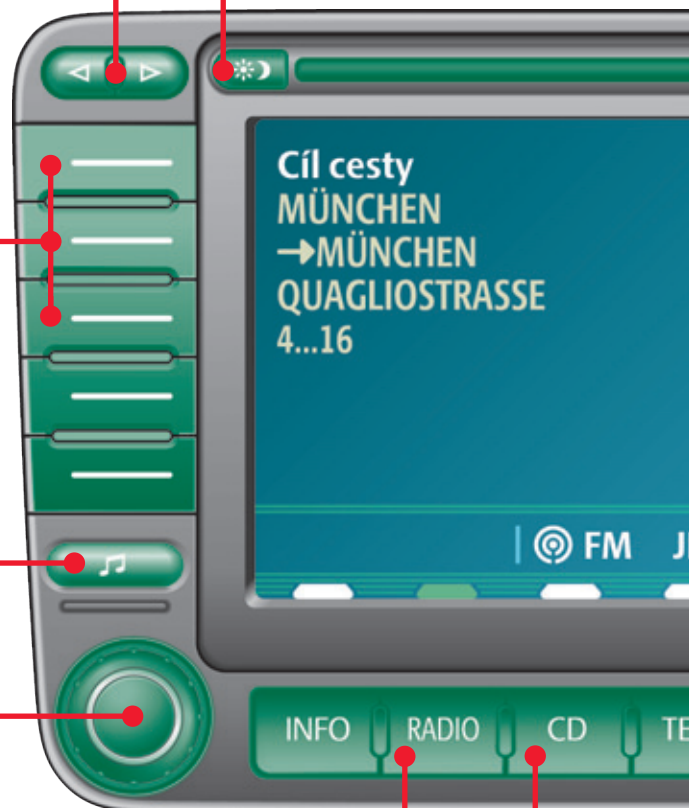 Cíl cesty
MÜNCHEN
→MÜNCHEN
QUAGLIOSTRASSE
4...16
FM
INFO RADIO CD